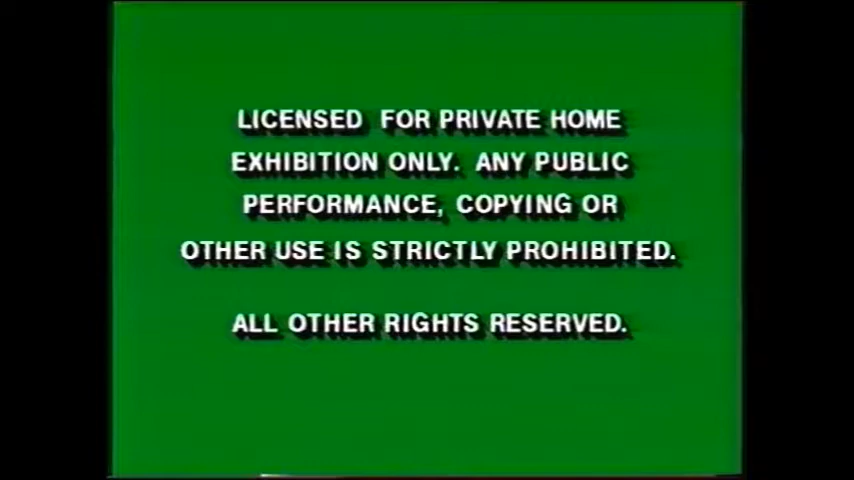 LICENSED FOR PRIVATE HOME
EXHIBITION ONLY. ANY PUBLIC
PERFORMANCE, COPYING OR
OTHER USE IS STRICTLY PROHIBITED.
ALL OTHER RIGHTS RESERVED.